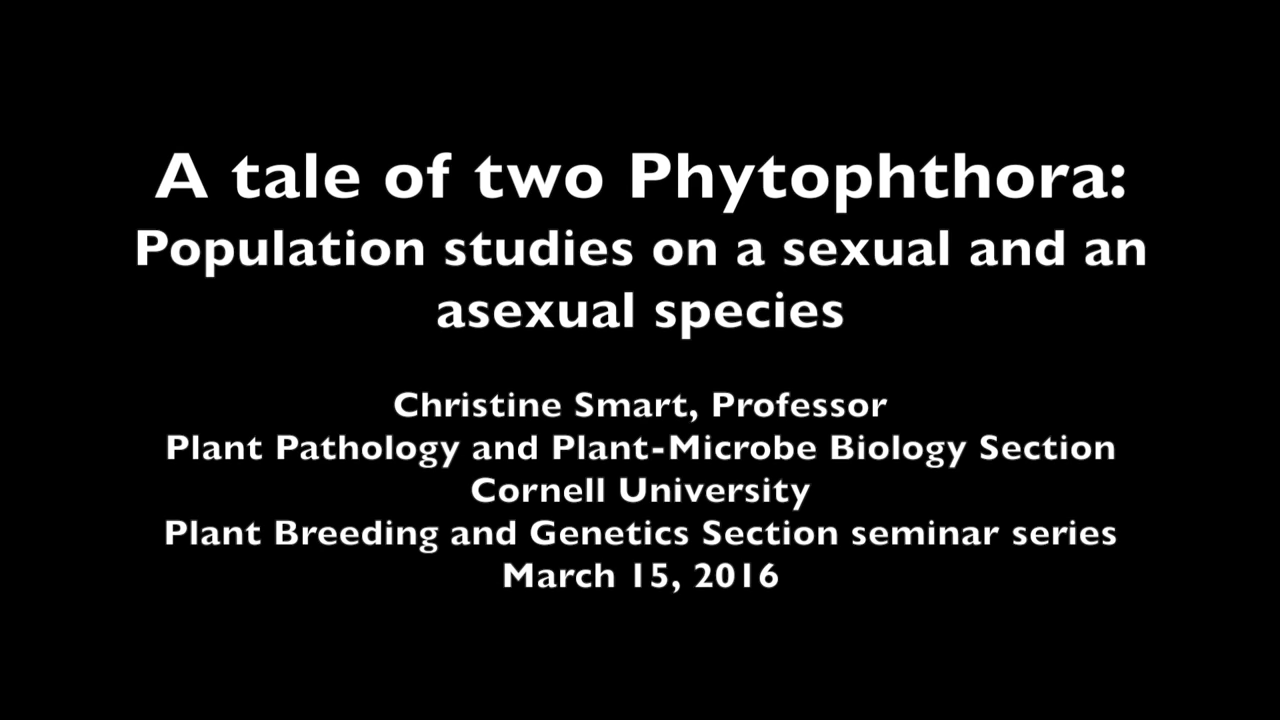 A tale of two Phytophthora:
Population studies on a sexual and an
asexual species
Christine Smart, Professor
Plant Pathology and Plant-Microbe Biology Section
Cornell University
Plant Breeding and Genetics Section seminar series
March 15, 2016